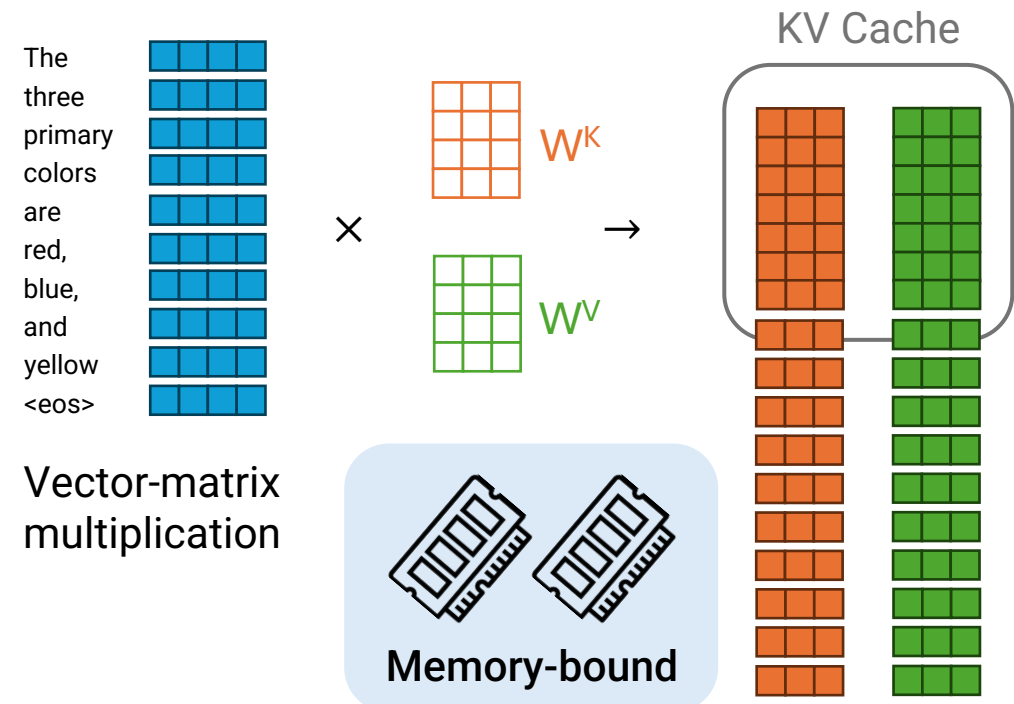 KV Cache
The
three
primary
colors
are
red,
blue,
and
yellow
<eos>
×
W^K
W^V
→
Vector-matrix
multiplication
Memory-bound